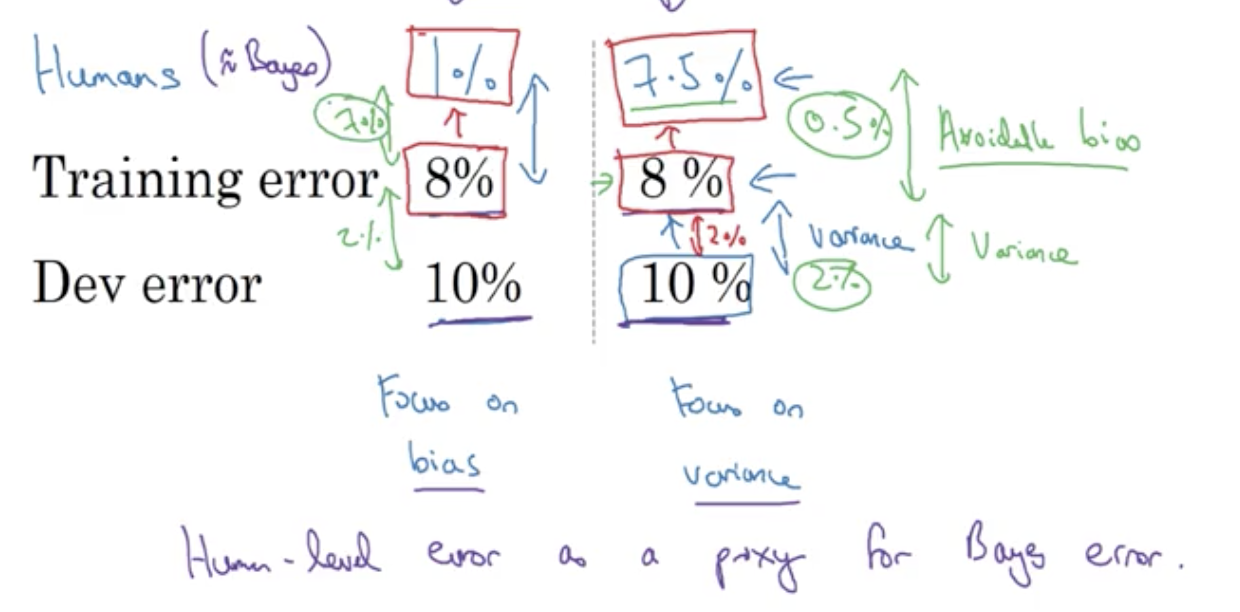 Humans (≈ Bayes) 1% 7.5%
7% 0.5% Avoidable bias
Training error 8% 8 %
2% 2% Variance Variance
Dev error 10% 10 % 2%
Focus on Focus on
bias variance
Human-level error as a proxy for Bayes error.